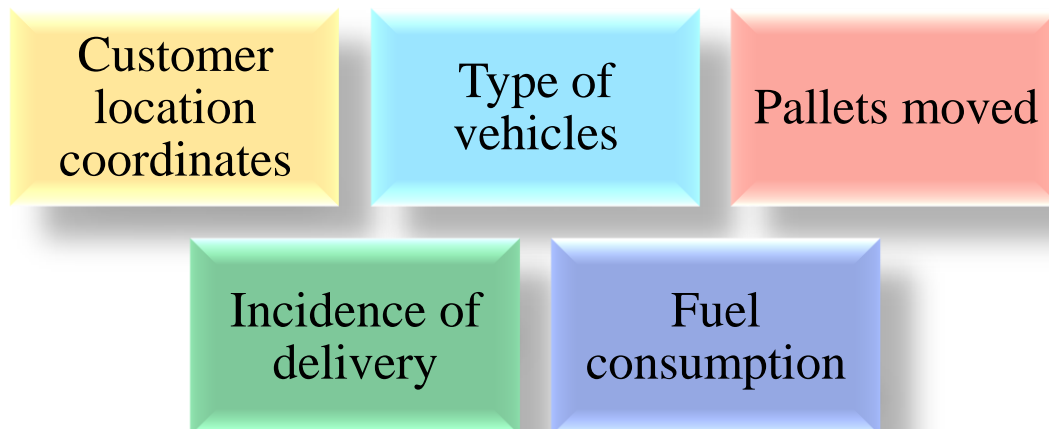 Customer
location
coordinates
Type of
vehicles
Pallets moved
Incidence of
delivery
Fuel
consumption